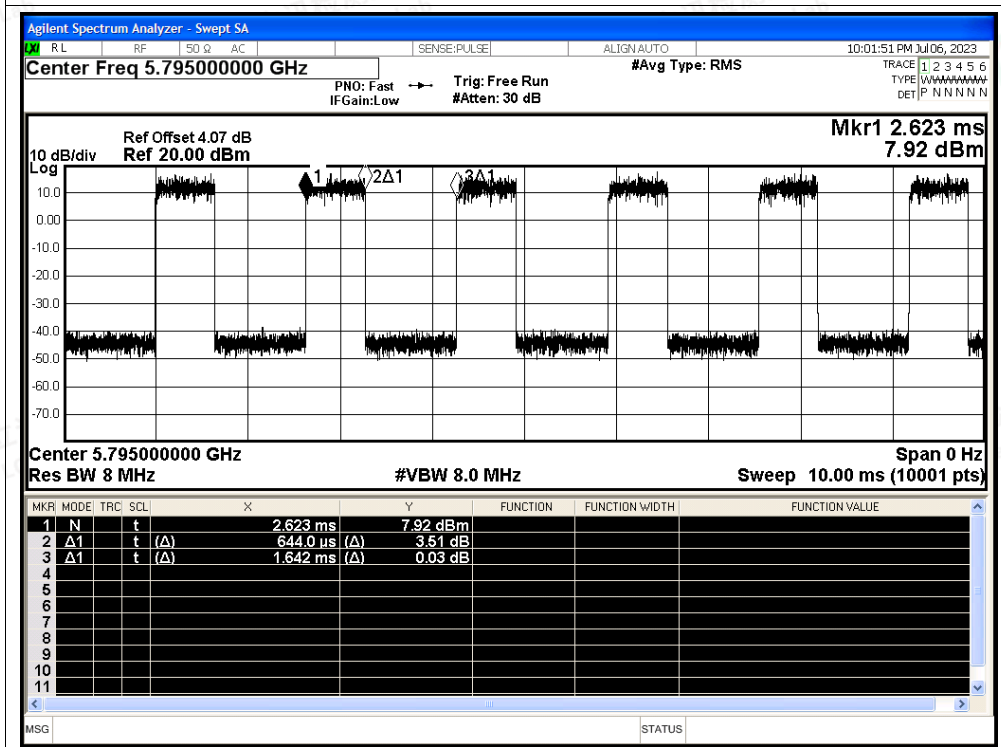 Agilent Spectrum Analyzer - Swept SA
LXI RL RF 50 Ω AC SENSE:PULSE ALIGN AUTO 10:01:51 PM Jul 06, 2023
Center Freq 5.795000000 GHz #Avg Type: RMS TRACE 1 2 3 4 5 6
PNO: Fast Trig: Free Run TYPE WWWWWW
IFGain:Low #Atten: 30 dB DET P N N N N N
Mkr1 2.623 ms
Ref Offset 4.07 dB
10 dB/div Ref 20.00 dBm 7.92 dBm
Log
1 2Δ1 3Δ1
10.0
0.00
-10.0
-20.0
-30.0
-40.0
-50.0
-60.0
-70.0
Center 5.795000000 GHz Span 0 Hz
Res BW 8 MHz #VBW 8.0 MHz Sweep 10.00 ms (10001 pts)
MKR MODE TRC SCL X Y FUNCTION FUNCTION WIDTH FUNCTION VALUE
1 N t 2.623 ms 7.92 dBm
2 Δ1 t (Δ) 644.0 µs (Δ) 3.51 dB
3 Δ1 t (Δ) 1.642 ms (Δ) 0.03 dB
4
5
6
7
8
9
10
11
MSG STATUS